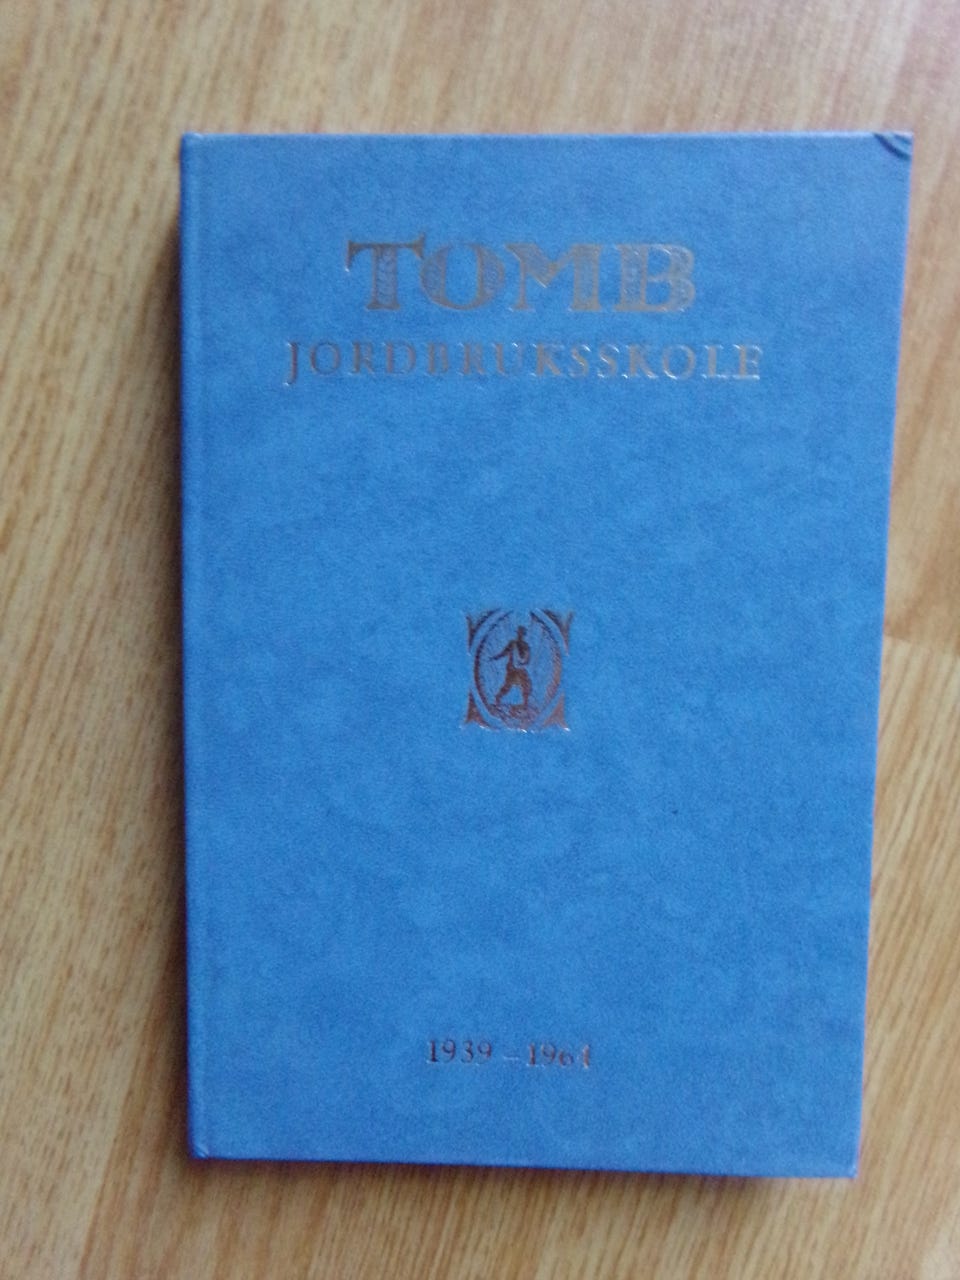 TOMB
JORDBRUKSSKOLE
1939 – 1964